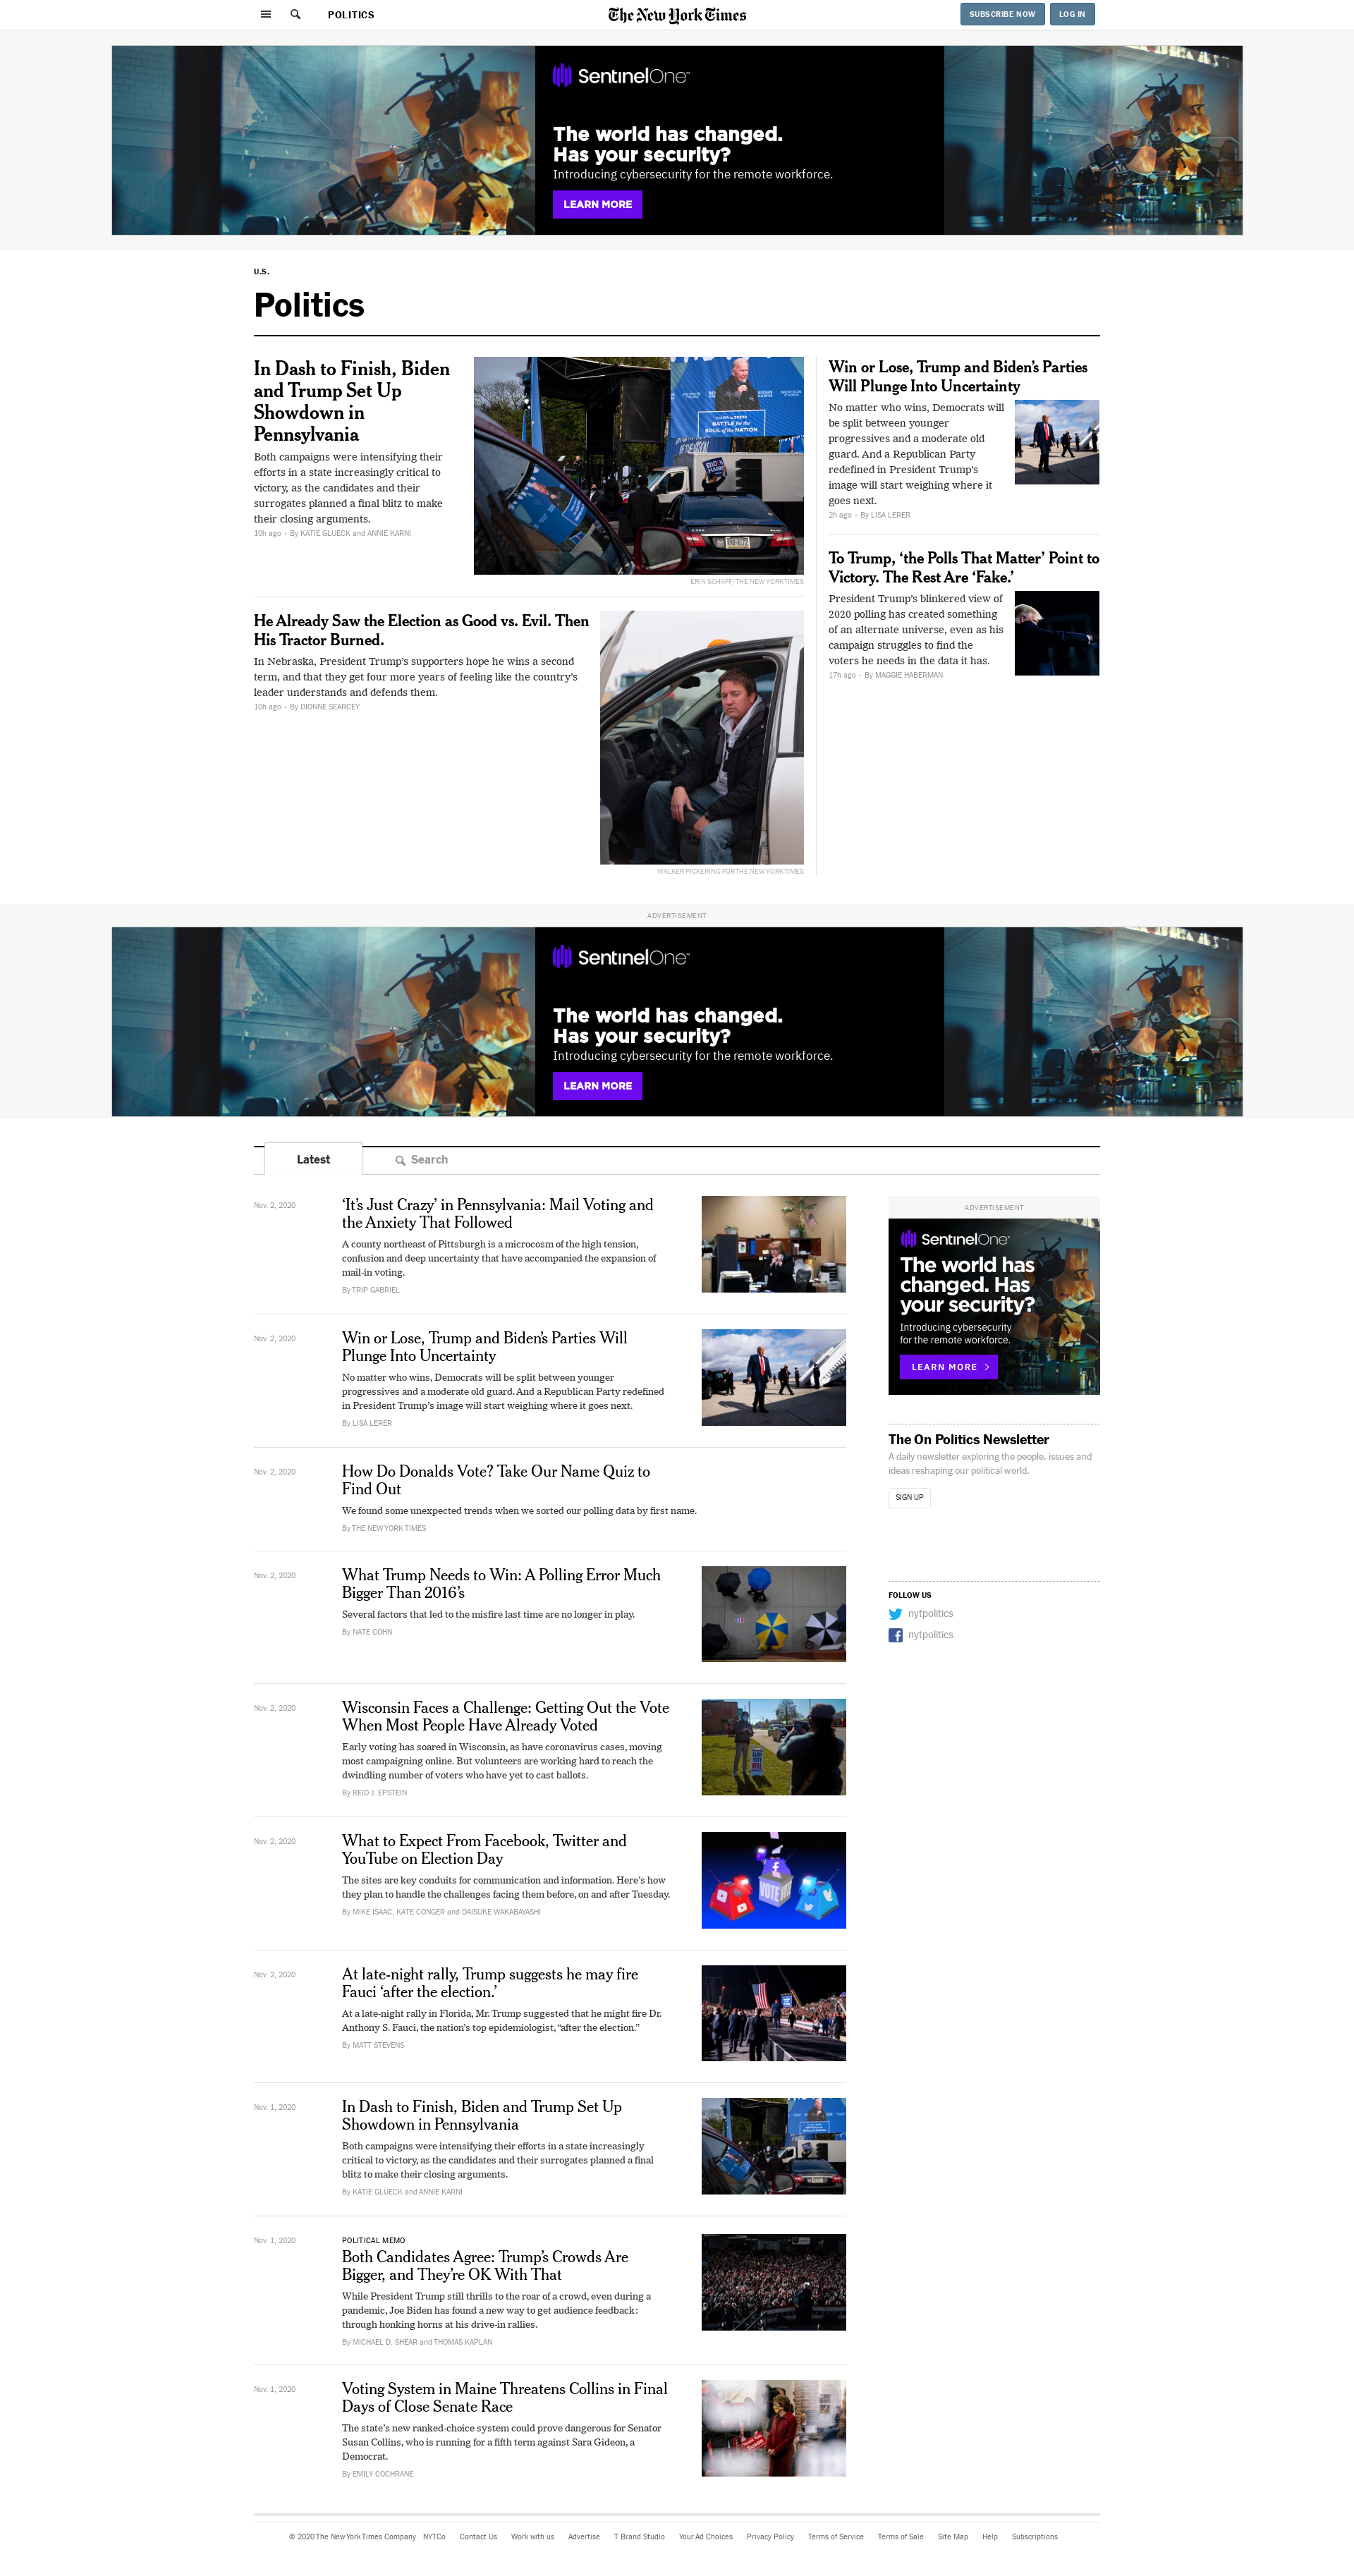 POLITICS
The New York Times
SUBSCRIBE NOW
LOG IN
SentinelOne™
The world has changed.
Has your security?
Introducing cybersecurity for the remote workforce.
LEARN MORE
U.S.
Politics
In Dash to Finish, Biden
and Trump Set Up
Showdown in
Pennsylvania
Both campaigns were intensifying their
efforts in a state increasingly critical to
victory, as the candidates and their
surrogates planned a final blitz to make
their closing arguments.
10h ago • By KATIE GLUECK and ANNIE KARNI
BATTLE for the
SOUL of the NATION
ERIN SCHAFF/THE NEW YORK TIMES
He Already Saw the Election as Good vs. Evil. Then
His Tractor Burned.
In Nebraska, President Trump’s supporters hope he wins a second
term, and that they get four more years of feeling like the country’s
leader understands and defends them.
10h ago • By DIONNE SEARCEY
WALKER PICKERING FOR THE NEW YORK TIMES
Win or Lose, Trump and Biden’s Parties
Will Plunge Into Uncertainty
No matter who wins, Democrats will
be split between younger
progressives and a moderate old
guard. And a Republican Party
redefined in President Trump’s
image will start weighing where it
goes next.
2h ago • By LISA LERER
To Trump, ‘the Polls That Matter’ Point to
Victory. The Rest Are ‘Fake.’
President Trump’s blinkered view of
2020 polling has created something
of an alternate universe, even as his
campaign struggles to find the
voters he needs in the data it has.
17h ago • By MAGGIE HABERMAN
ADVERTISEMENT
SentinelOne™
The world has changed.
Has your security?
Introducing cybersecurity for the remote workforce.
LEARN MORE
Latest
Search
Nov. 2, 2020
‘It’s Just Crazy’ in Pennsylvania: Mail Voting and
the Anxiety That Followed
A county northeast of Pittsburgh is a microcosm of the high tension,
confusion and deep uncertainty that have accompanied the expansion of
mail-in voting.
By TRIP GABRIEL
Nov. 2, 2020
Win or Lose, Trump and Biden’s Parties Will
Plunge Into Uncertainty
No matter who wins, Democrats will be split between younger
progressives and a moderate old guard. And a Republican Party redefined
in President Trump’s image will start weighing where it goes next.
By LISA LERER
Nov. 2, 2020
How Do Donalds Vote? Take Our Name Quiz to
Find Out
We found some unexpected trends when we sorted our polling data by first name.
By THE NEW YORK TIMES
Nov. 2, 2020
What Trump Needs to Win: A Polling Error Much
Bigger Than 2016’s
Several factors that led to the misfire last time are no longer in play.
By NATE COHN
Nov. 2, 2020
Wisconsin Faces a Challenge: Getting Out the Vote
When Most People Have Already Voted
Early voting has soared in Wisconsin, as have coronavirus cases, moving
most campaigning online. But volunteers are working hard to reach the
dwindling number of voters who have yet to cast ballots.
By REID J. EPSTEIN
Nov. 2, 2020
What to Expect From Facebook, Twitter and
YouTube on Election Day
The sites are key conduits for communication and information. Here’s how
they plan to handle the challenges facing them before, on and after Tuesday.
By MIKE ISAAC, KATE CONGER and DAISUKE WAKABAYASHI
VOTE
Nov. 2, 2020
At late-night rally, Trump suggests he may fire
Fauci ‘after the election.’
At a late-night rally in Florida, Mr. Trump suggested that he might fire Dr.
Anthony S. Fauci, the nation’s top epidemiologist, “after the election.”
By MATT STEVENS
Nov. 1, 2020
In Dash to Finish, Biden and Trump Set Up
Showdown in Pennsylvania
Both campaigns were intensifying their efforts in a state increasingly
critical to victory, as the candidates and their surrogates planned a final
blitz to make their closing arguments.
By KATIE GLUECK and ANNIE KARNI
Nov. 1, 2020
POLITICAL MEMO
Both Candidates Agree: Trump’s Crowds Are
Bigger, and They’re OK With That
While President Trump still thrills to the roar of a crowd, even during a
pandemic, Joe Biden has found a new way to get audience feedback:
through honking horns at his drive-in rallies.
By MICHAEL D. SHEAR and THOMAS KAPLAN
Nov. 1, 2020
Voting System in Maine Threatens Collins in Final
Days of Close Senate Race
The state’s new ranked-choice system could prove dangerous for Senator
Susan Collins, who is running for a fifth term against Sara Gideon, a
Democrat.
By EMILY COCHRANE
ADVERTISEMENT
SentinelOne™
The world has
changed. Has
your security?
Introducing cybersecurity
for the remote workforce.
LEARN MORE
The On Politics Newsletter
A daily newsletter exploring the people, issues and
ideas reshaping our political world.
SIGN UP
FOLLOW US
nytpolitics
nytpolitics
© 2020 The New York Times Company NYTCo Contact Us Work with us Advertise T Brand Studio Your Ad Choices Privacy Policy Terms of Service Terms of Sale Site Map Help Subscriptions